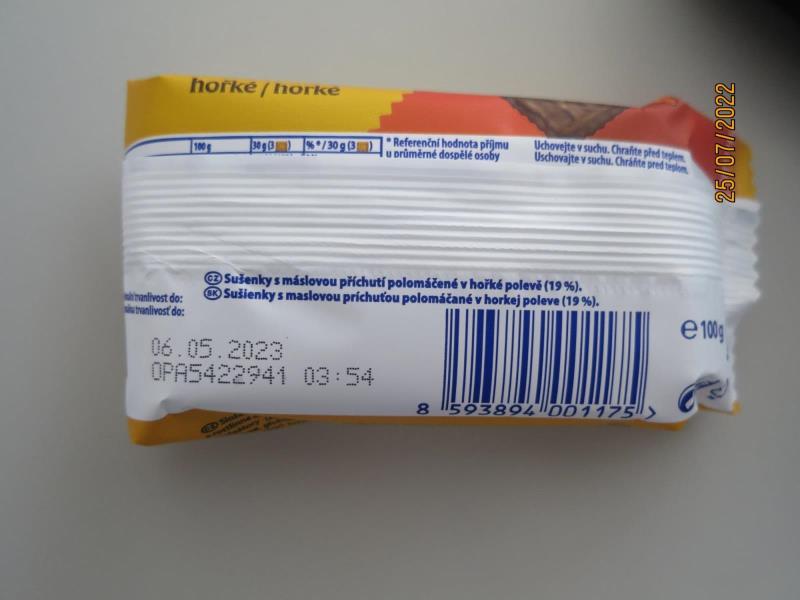 hořké / horké
100 g
30 g (3
)
% * / 30 g (3
)
* Referenční hodnota příjmu
u průměrné dospělé osoby
Uchovejte v suchu. Chraňte před teplem.
Uschovajte v suchu. Chráňte pred teplom.
25/07/2022
CZ Sušenky s máslovou příchutí polomáčené v hořké polevě (19 %).
SK Sušienky s maslovou príchuťou polomáčané v horkej poleve (19 %).
trvanlivost do:
trvanlivosť do:
06.05.2023
OPA5422941 03:54
e 100 g
8 593894 001175 >